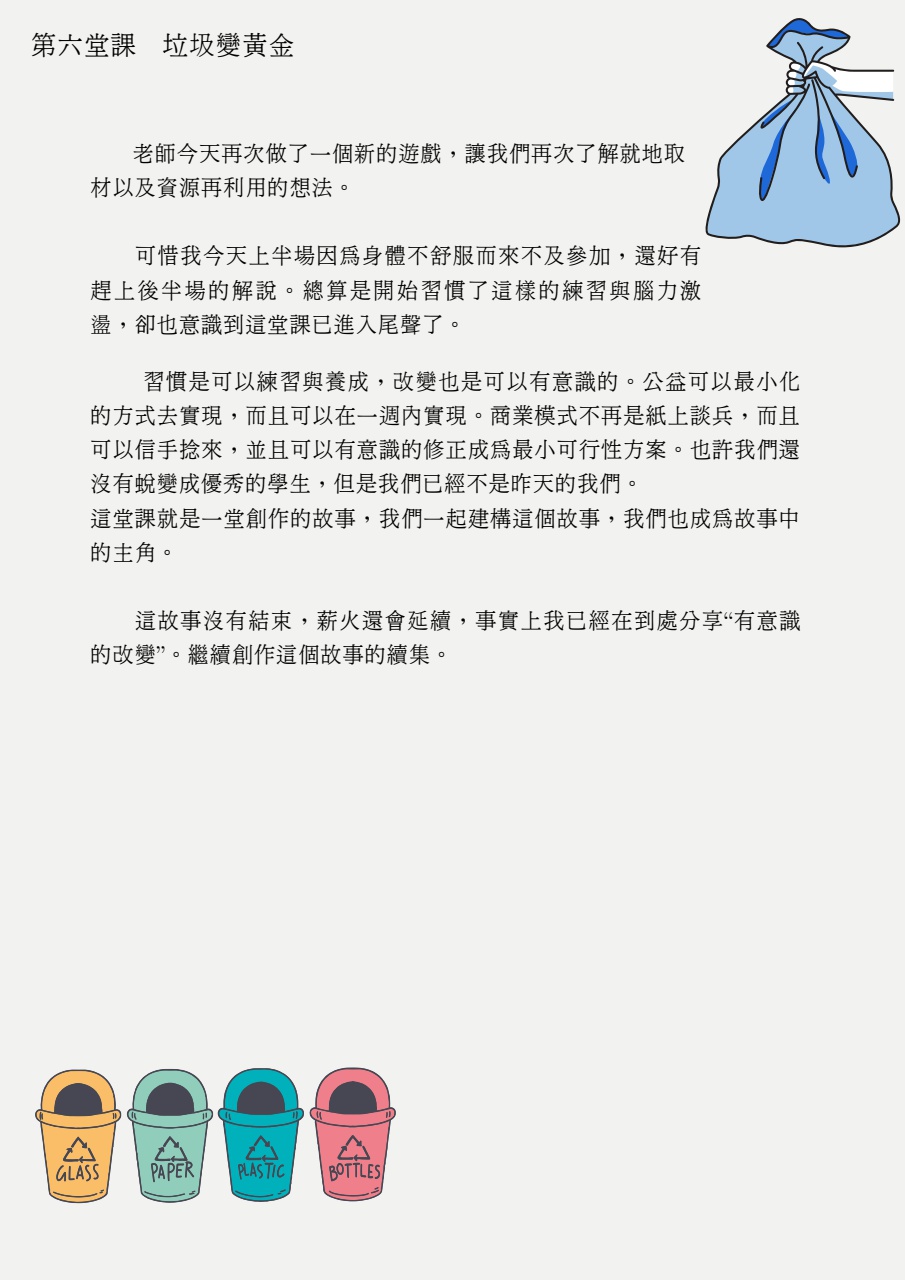 第六堂課　垃圾變黃金
老師今天再次做了一個新的遊戲，讓我們再次了解就地取
材以及資源再利用的想法。
可惜我今天上半場因爲身體不舒服而來不及參加，還好有
趕上後半場的解說。總算是開始習慣了這樣的練習與腦力激
盪，卻也意識到這堂課已進入尾聲了。
習慣是可以練習與養成，改變也是可以有意識的。公益可以最小化
的方式去實現，而且可以在一週內實現。商業模式不再是紙上談兵，而且
可以信手捻來，並且可以有意識的修正成爲最小可行性方案。也許我們還
沒有蛻變成優秀的學生，但是我們已經不是昨天的我們。
這堂課就是一堂創作的故事，我們一起建構這個故事，我們也成爲故事中
的主角。
這故事沒有結束，薪火還會延續，事實上我已經在到處分享“有意識
的改變”。繼續創作這個故事的續集。
GLASS
PAPER
PLASTIC
BOTTLES